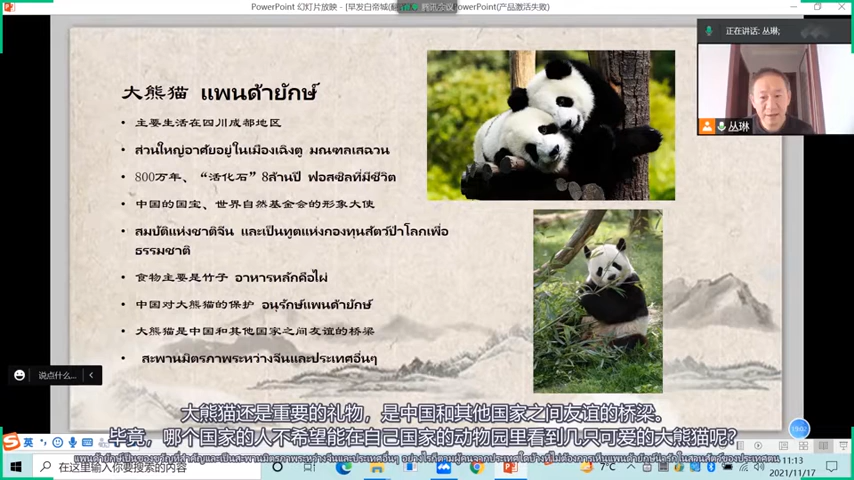 PowerPoint 幻灯片放映 - [早发白帝城(
腾讯会议
PowerPoint(产品激活失败)
正在讲话: 丛琳;
丛琳
大熊猫 แพนด้ายักษ์
• 主要生活在四川成都地区
• ส่วนใหญ่อาศัยอยู่ในเมืองเฉิงตู มณฑลเสฉวน
• 800万年、“活化石”8ล้านปี ฟอสซิลที่มีชีวิต
• 中国的国宝、世界自然基金会的形象大使
• สมบัติแห่งชาติจีน และเป็นทูตแห่งกองทุนสัตว์ป่าโลกเพื่อ
ธรรมชาติ
• 食物主要是竹子 อาหารหลักคือไผ่
• 中国对大熊猫的保护 อนุรักษ์แพนด้ายักษ์
• 大熊猫是中国和其他国家之间友谊的桥梁
• สะพานมิตรภาพระหว่างจีนและประเทศอื่นๆ
说点什么...
大熊猫还是重要的礼物，是中国和其他国家之间友谊的桥梁。
毕竟，哪个国家的人不希望能在自己国家的动物园里看到几只可爱的大熊猫呢？
英
在这里输入你要搜索的内容
7°C
11:13
2021/11/17